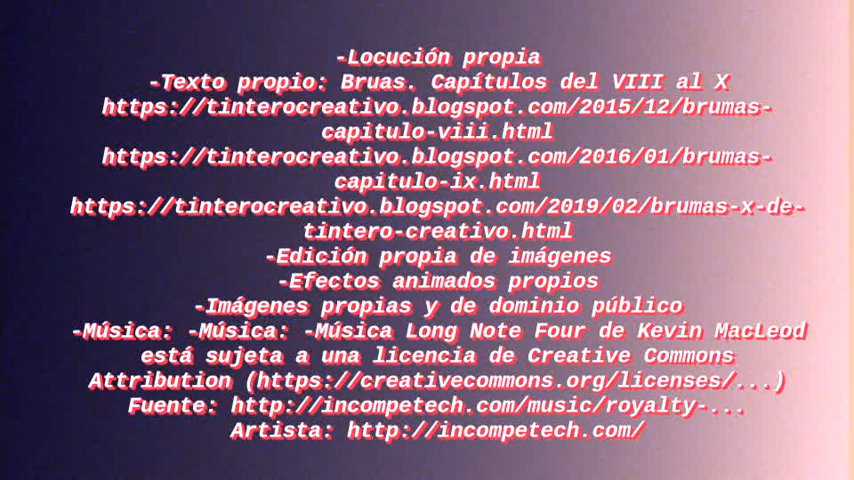 -Locución propia
-Texto propio: Bruas. Capítulos del VIII al X
https://tinterocreativo.blogspot.com/2015/12/brumas-
capitulo-viii.html
https://tinterocreativo.blogspot.com/2016/01/brumas-
capitulo-ix.html
https://tinterocreativo.blogspot.com/2019/02/brumas-x-de-
tintero-creativo.html
-Edición propia de imágenes
-Efectos animados propios
-Imágenes propias y de dominio público
-Música: -Música: -Música Long Note Four de Kevin MacLeod
está sujeta a una licencia de Creative Commons
Attribution (https://creativecommons.org/licenses/...)
Fuente: http://incompetech.com/music/royalty-...
Artista: http://incompetech.com/